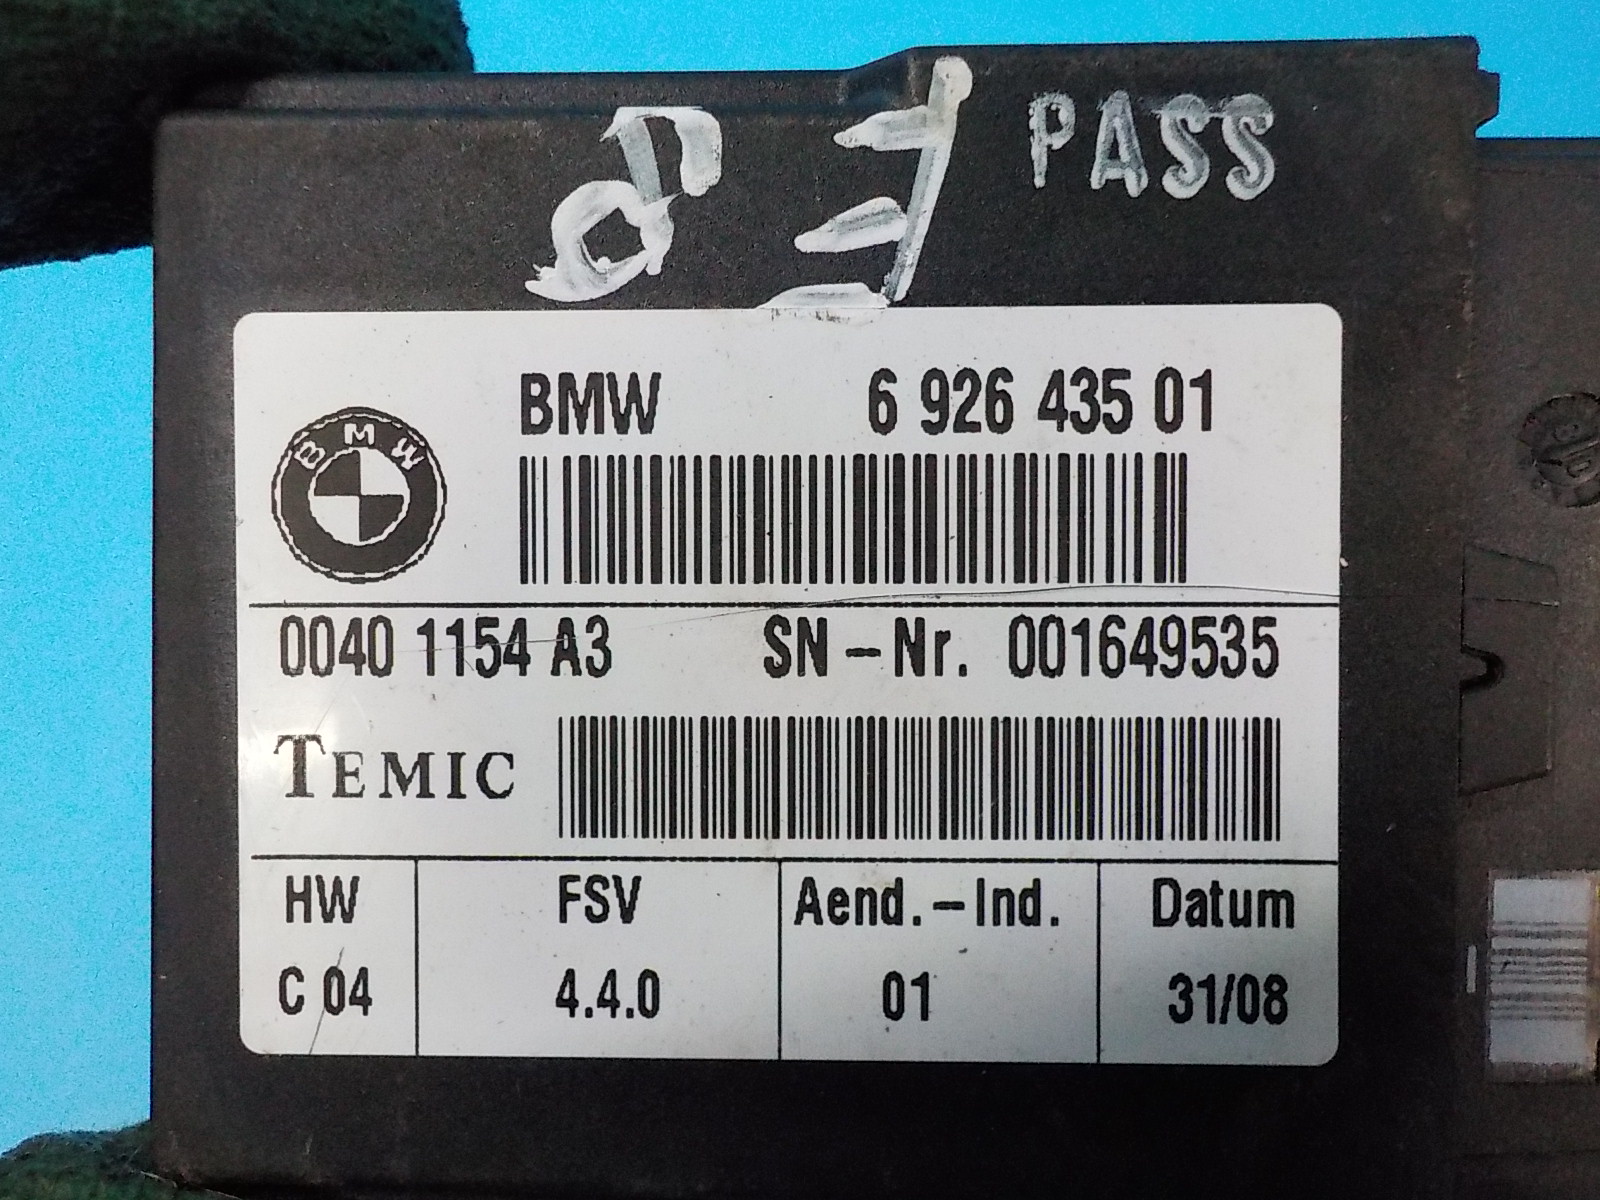 PASS
BMW 6 926 435 01
BMW
0040 1154 A3 SN-Nr. 001649535
TEMIC
HW FSV Aend.-Ind. Datum
C 04 4.4.0 01 31/08